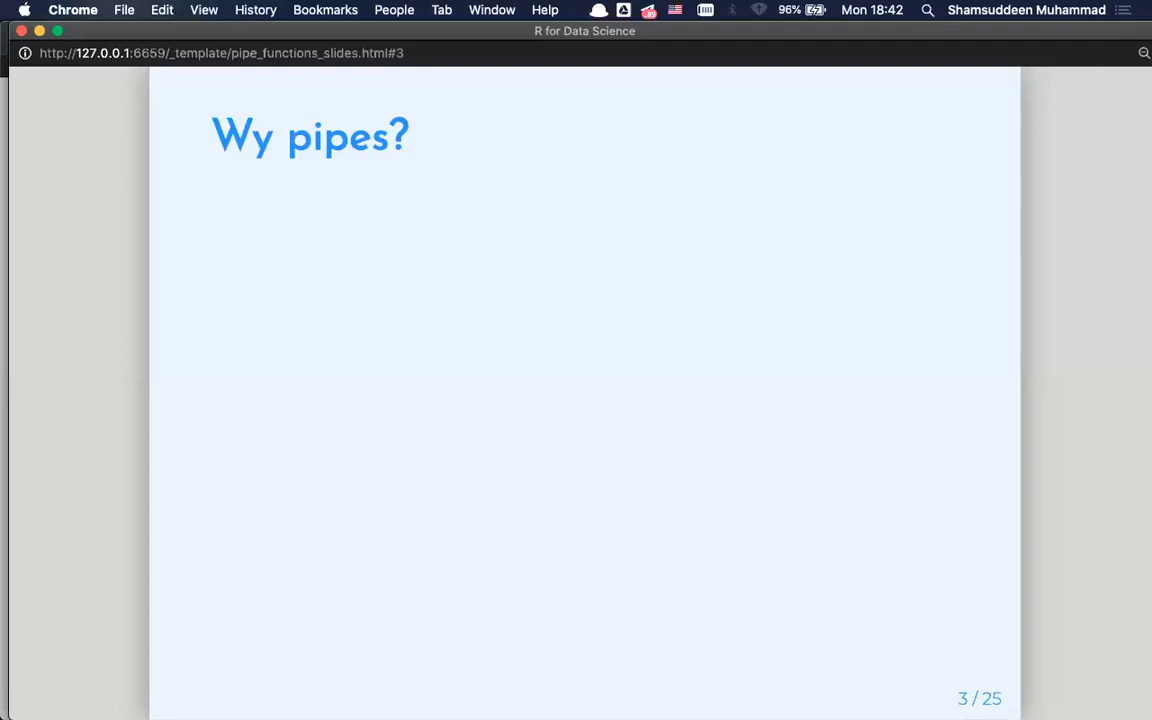 Chrome File Edit View History Bookmarks People Tab Window Help 89 96% Mon 18:42 Shamsuddeen Muhammad
R for Data Science
http://127.0.0.1:6659/_template/pipe_functions_slides.html#3
Wy pipes?
3 / 25